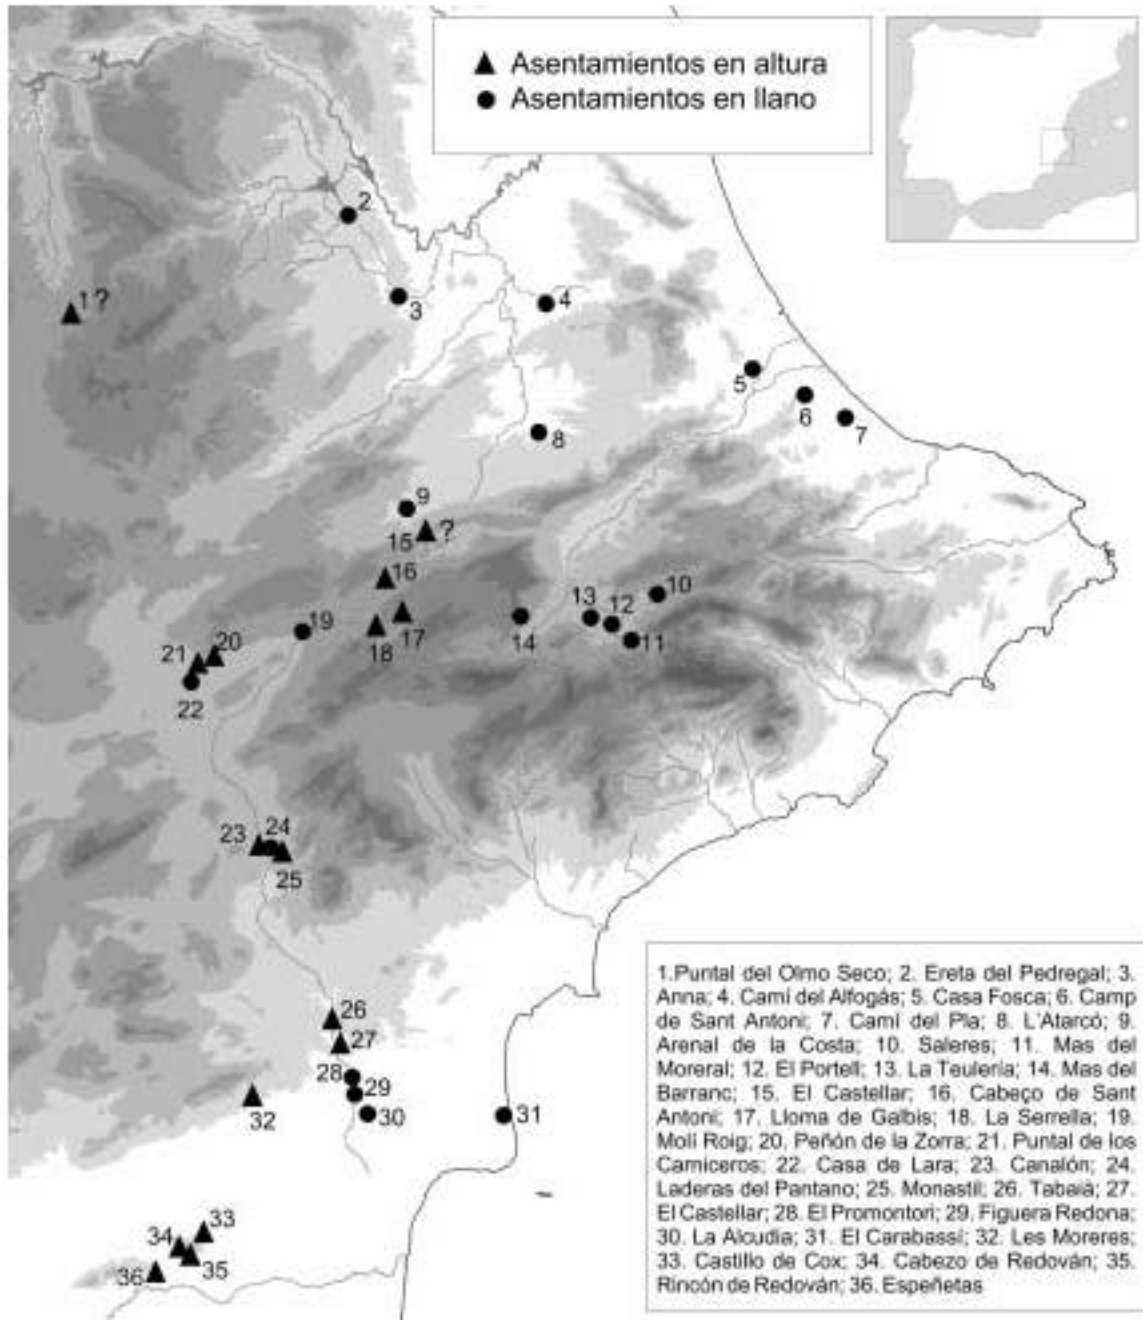 Asentamientos en altura
Asentamientos en llano
2
1?
3
4
5
6
7
8
9
15 ?
16
10
13
12
19
17
14
11
18
20
21
22
24
23
25
26
27
28
29
30
31
32
33
34
35
36
1.Puntal del Olmo Seco; 2. Ereta del Pedregal; 3.
Anna; 4. Camí del Alfogàs; 5. Casa Fosca; 6. Camp
de Sant Antoni; 7. Camí del Pla; 8. L'Atarcó; 9.
Arenal de la Costa; 10. Saleres; 11. Mas del
Moreral; 12. El Portell; 13. La Teuleria; 14. Mas del
Barranc; 15. El Castellar; 16. Cabeço de Sant
Antoni; 17. Lloma de Galbis; 18. La Serrella; 19.
Molí Roig; 20. Peñón de la Zorra; 21. Puntal de los
Carniceros; 22. Casa de Lara; 23. Canalón; 24.
Laderas del Pantano; 25. Monastil; 26. Tabaià; 27.
El Castellar; 28. El Promontori; 29. Figuera Redona;
30. La Alcudia; 31. El Carabassí; 32. Les Moreres;
33. Castillo de Cox; 34. Cabezo de Redován; 35.
Rincón de Redován; 36. Espeñetas